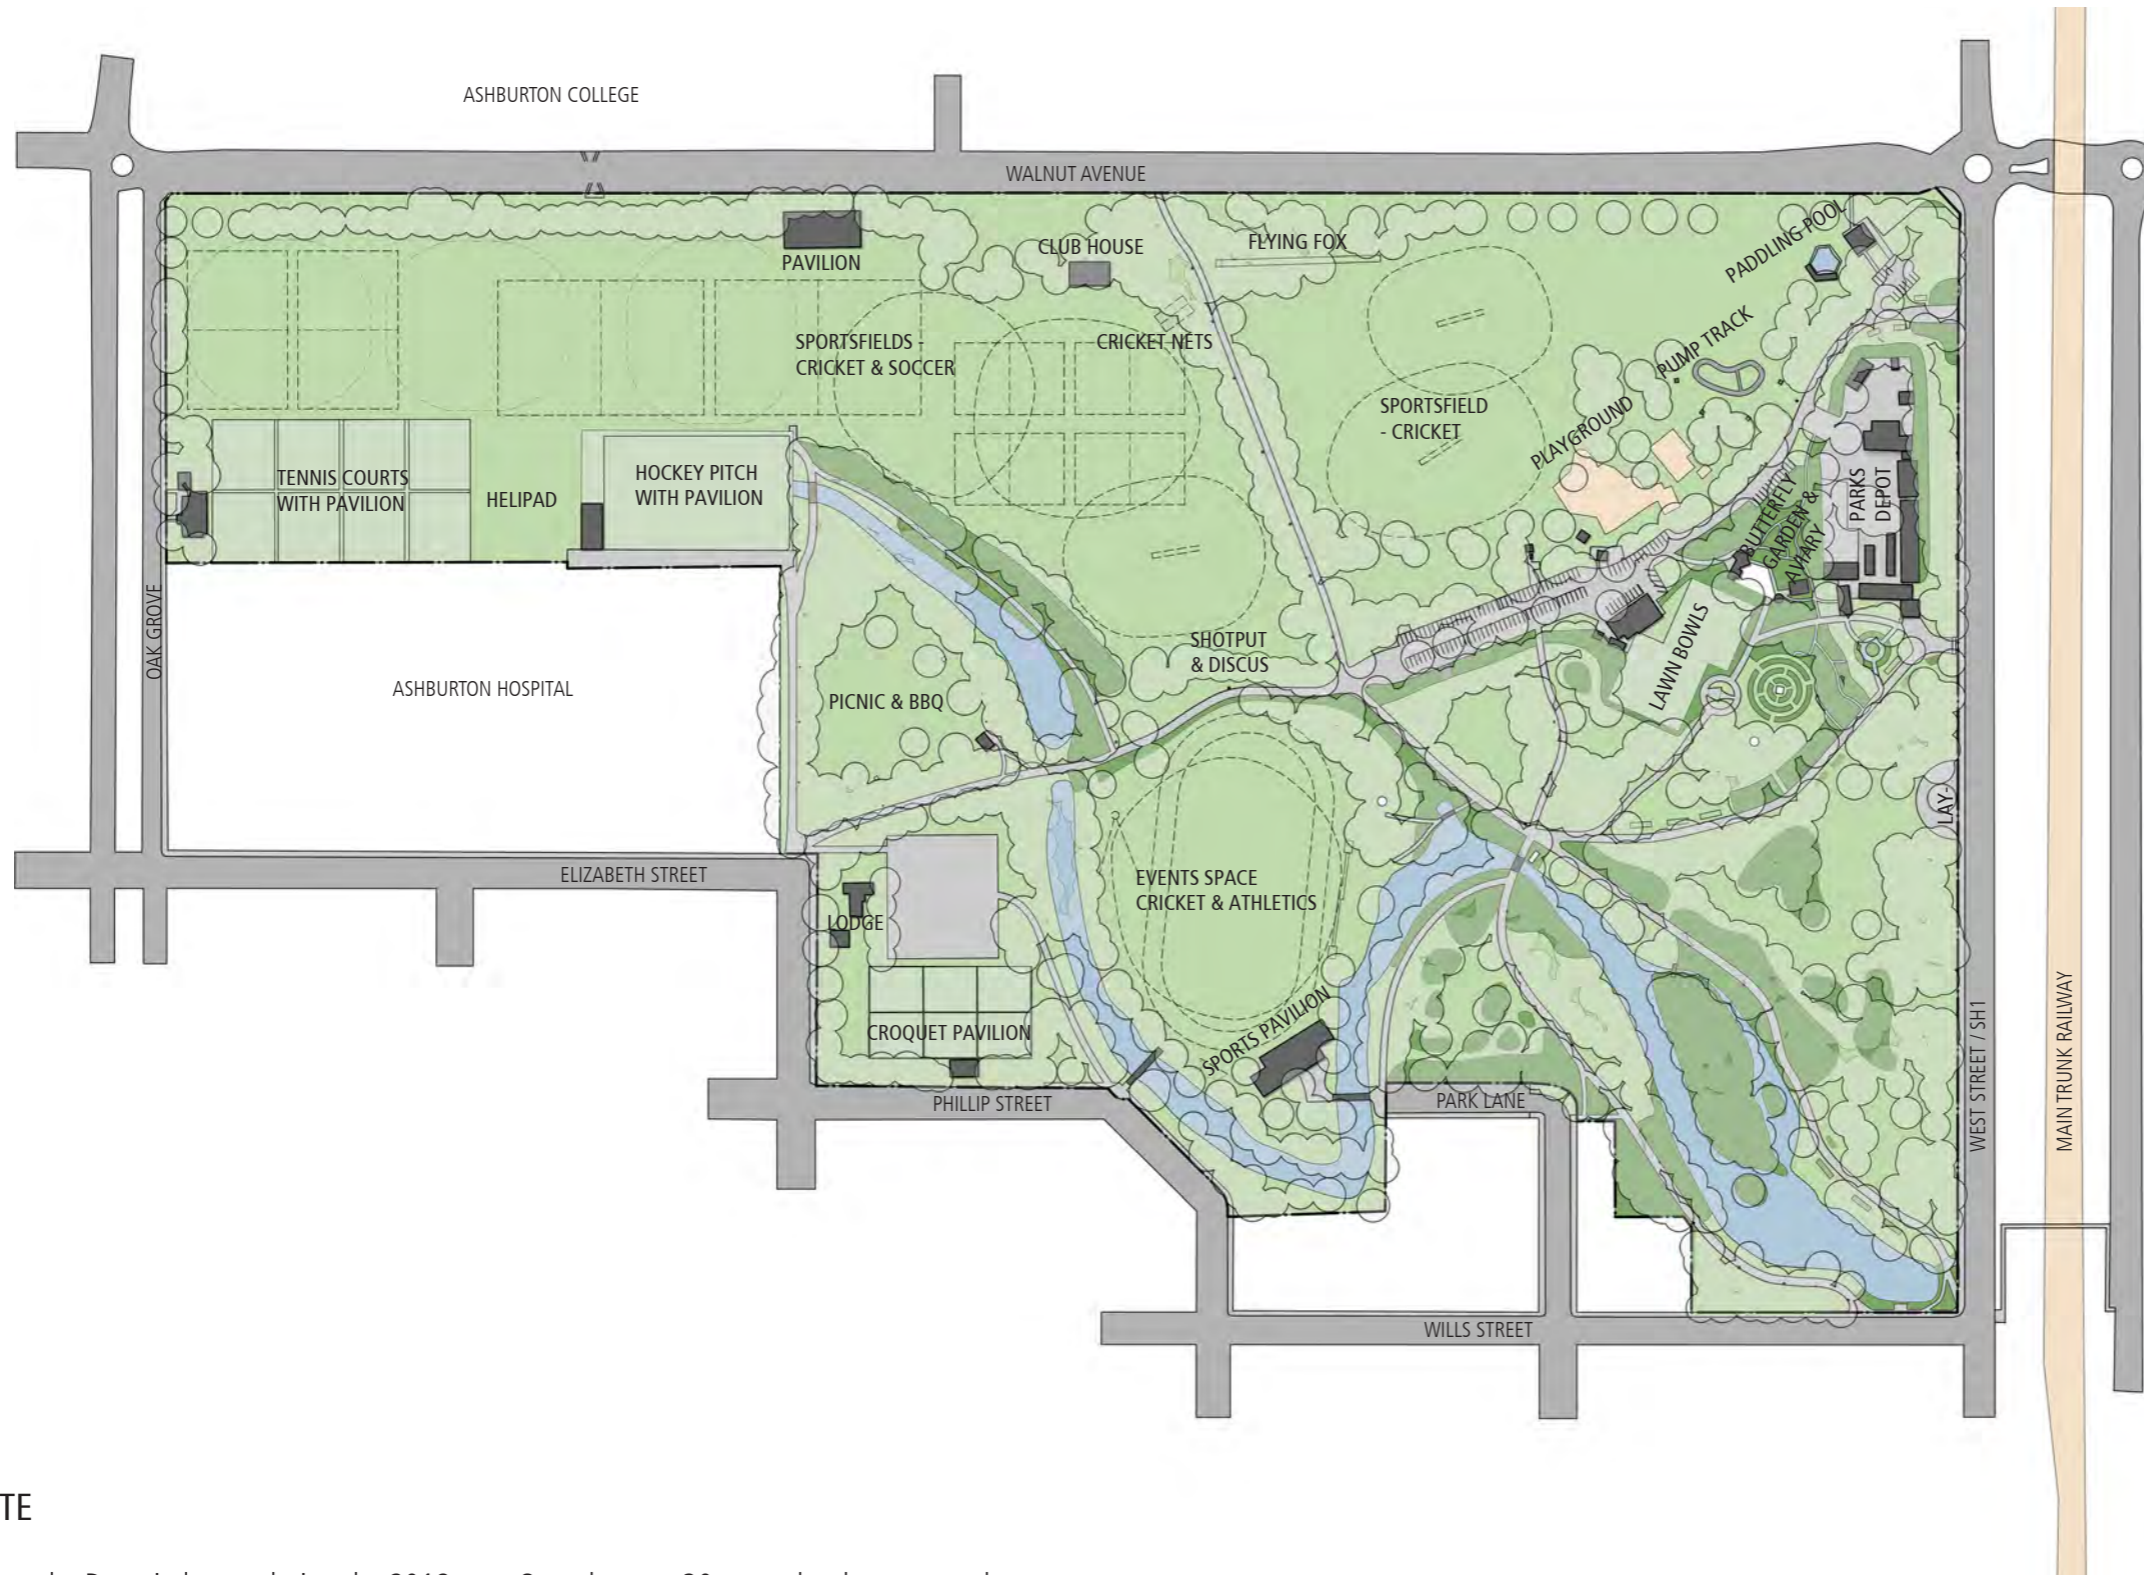 ASHBURTON COLLEGE
WALNUT AVENUE
PAVILION
CLUB HOUSE
FLYING FOX
PADDLING POOL
SPORTSFIELDS -
CRICKET & SOCCER
CRICKET NETS
PUMP TRACK
SPORTSFIELD
- CRICKET
PLAYGROUND
TENNIS COURTS
WITH PAVILION
HELIPAD
HOCKEY PITCH
WITH PAVILION
BUTTERFLY
GARDEN &
AVIARY
PARKS
DEPOT
OAK GROVE
ASHBURTON HOSPITAL
PICNIC & BBQ
SHOTPUT
& DISCUS
LAWN BOWLS
LAY-
ELIZABETH STREET
EVENTS SPACE
CRICKET & ATHLETICS
LODGE
CROQUET PAVILION
SPORTS PAVILION
PHILLIP STREET
PARK LANE
WEST STREET / SH1
MAIN TRUNK RAILWAY
WILLS STREET
TE